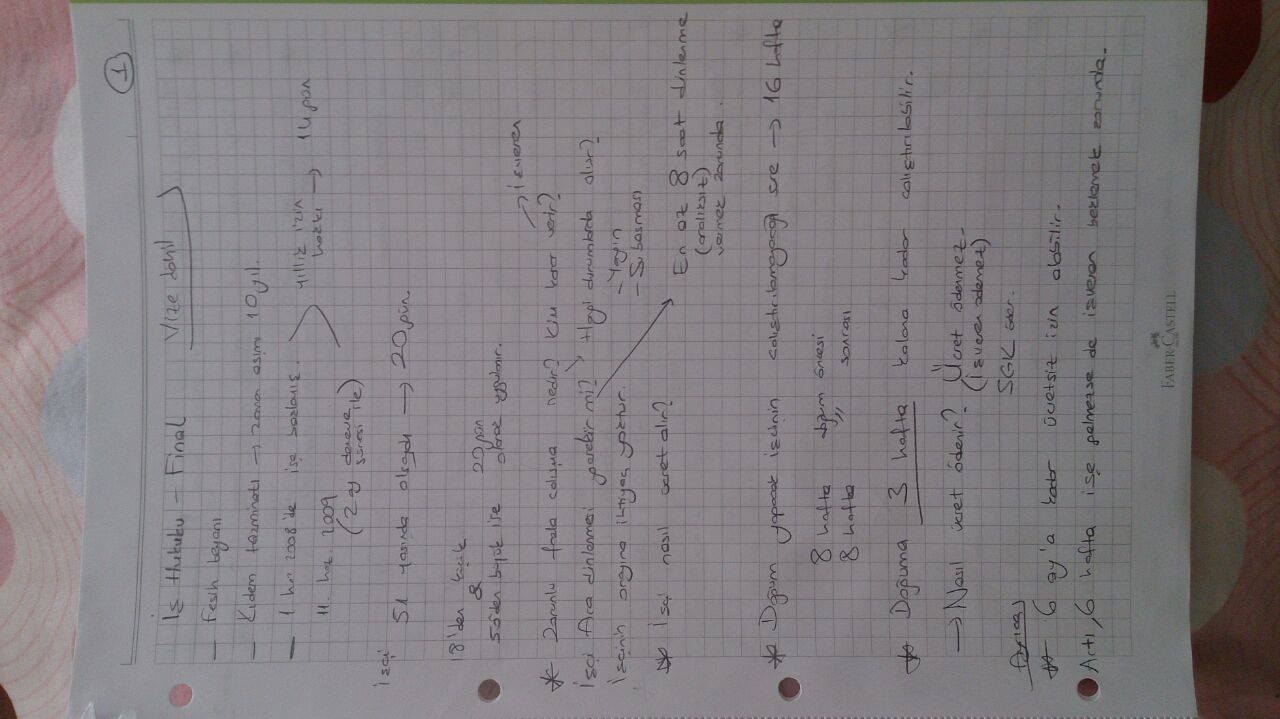 1
İş Hukuku – Final Vize dahil
– Fesih beyanı
– Kıdem tazminatı → zaman aşımı 10 yıl.
– 1 haz 2008'de işe başlamış.
11. haz. 2009
(2 ay deneme süresi ile)
yıllık izin hakkı → 14 gün
İşçi
51 yaşında olsaydı → 20 gün.
18'den küçük
&
50'den büyük ise 20 gün olarak uygulanır.
* Zorunlu fazla çalışma nedir? Kim karar verir? → İşveren
İşçi Ara dinlenmesi gerekir mi? Hangi durumlarda olur?
İşçinin onayına ihtiyaç yoktur. – Yangın
– Su basması
* İşçi nasıl ücret alır?
En az 8 saat dinlenme
(aralıksız)
vermek zorunda.
* Doğum yapacak işçinin çalıştırılamayacağı süre → 16 hafta
8 hafta doğum öncesi
8 hafta " sonrası
* Doğuma 3 hafta kalana kadar çalıştırılabilir.
→ Nasıl ücret ödenir? Ücret ödenmez.
(İşveren ödemez)
SGK öder.
Ayrıca,
* 6 ay'a kadar ücretsiz izin alabilir.
Artı, 6 hafta işe gelmezse de işveren beklemek zorunda.
FABER-CASTELL